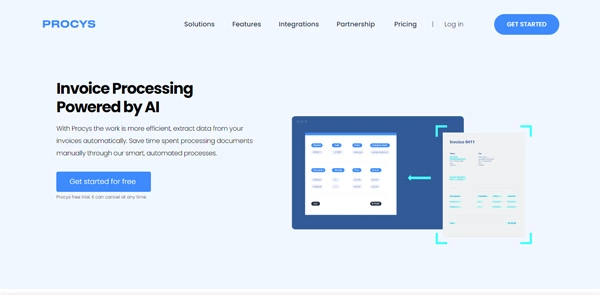 PROCYS
Solutions
Features
Integrations
Partnership
Pricing
|
Log in
GET STARTED
Invoice Processing
Powered by AI
With Procys the work is more efficient, extract data from your
invoices automatically. Save time spent processing documents
manually through our smart, automated processes.
Get started for free
Procys free trial. It can cancel at any time.
Invoice 6411